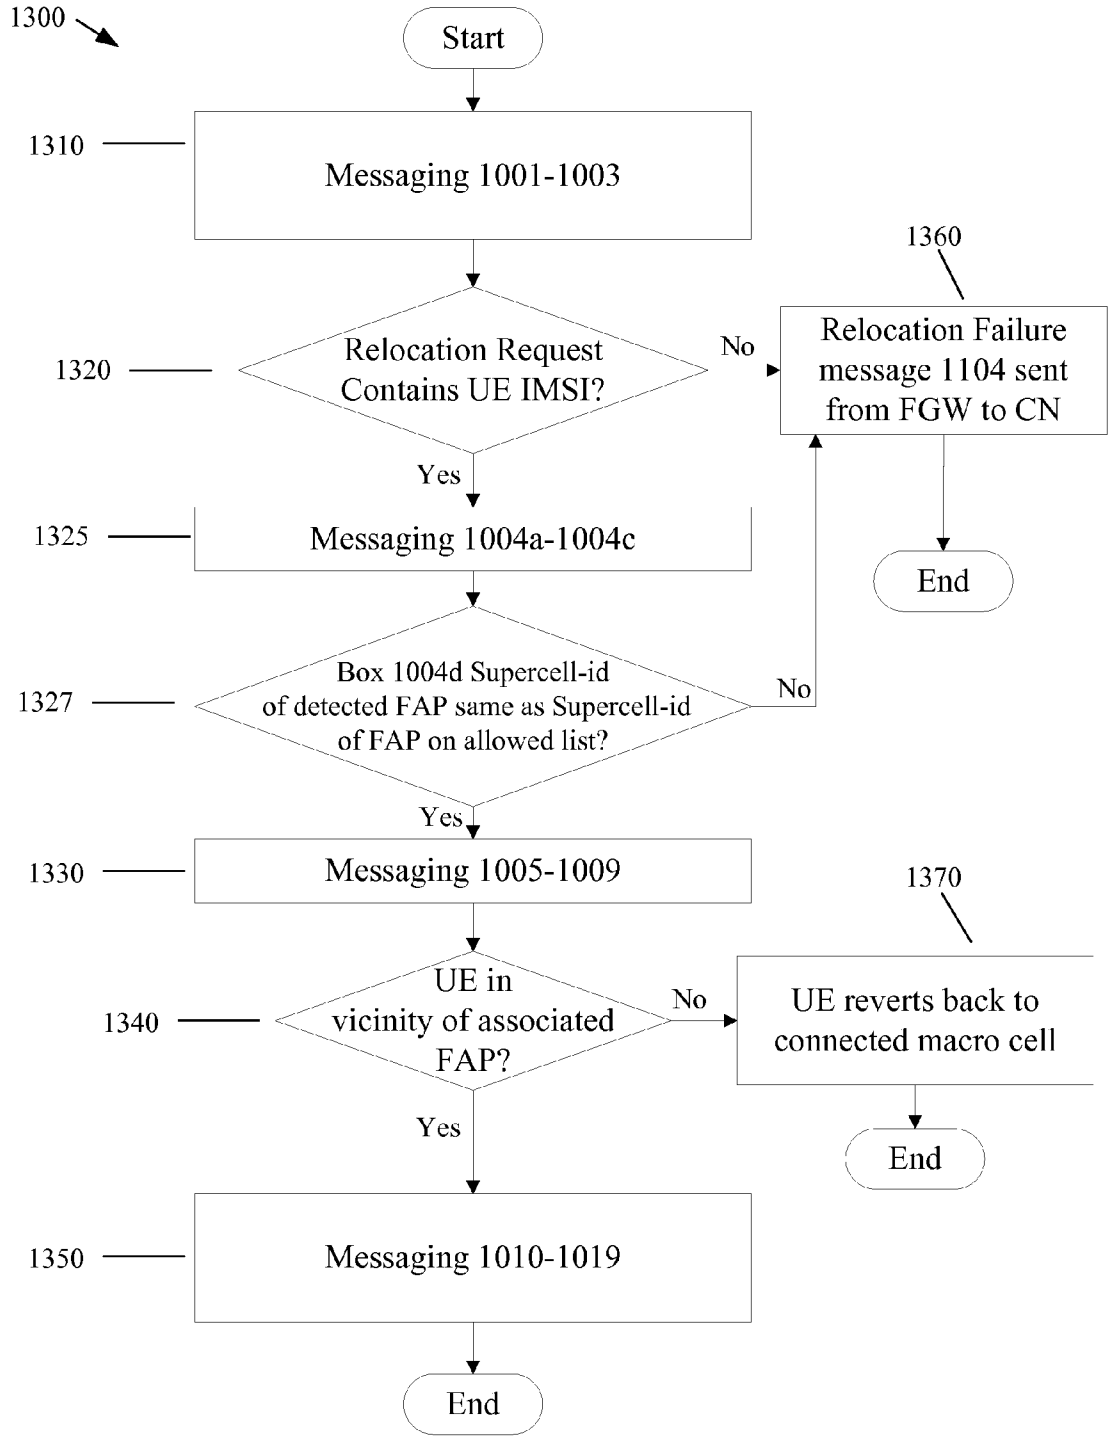 1300
Start
1310
Messaging 1001-1003
1360
Relocation Failure
message 1104 sent
from FGW to CN
1320
Relocation Request
Contains UE IMSI?
No
Yes
End
1325
Messaging 1004a-1004c
1327
Box 1004d Supercell-id
of detected FAP same as Supercell-id
of FAP on allowed list?
No
Yes
1330
Messaging 1005-1009
1370
UE reverts back to
connected macro cell
1340
UE in
vicinity of associated
FAP?
No
Yes
End
1350
Messaging 1010-1019
End